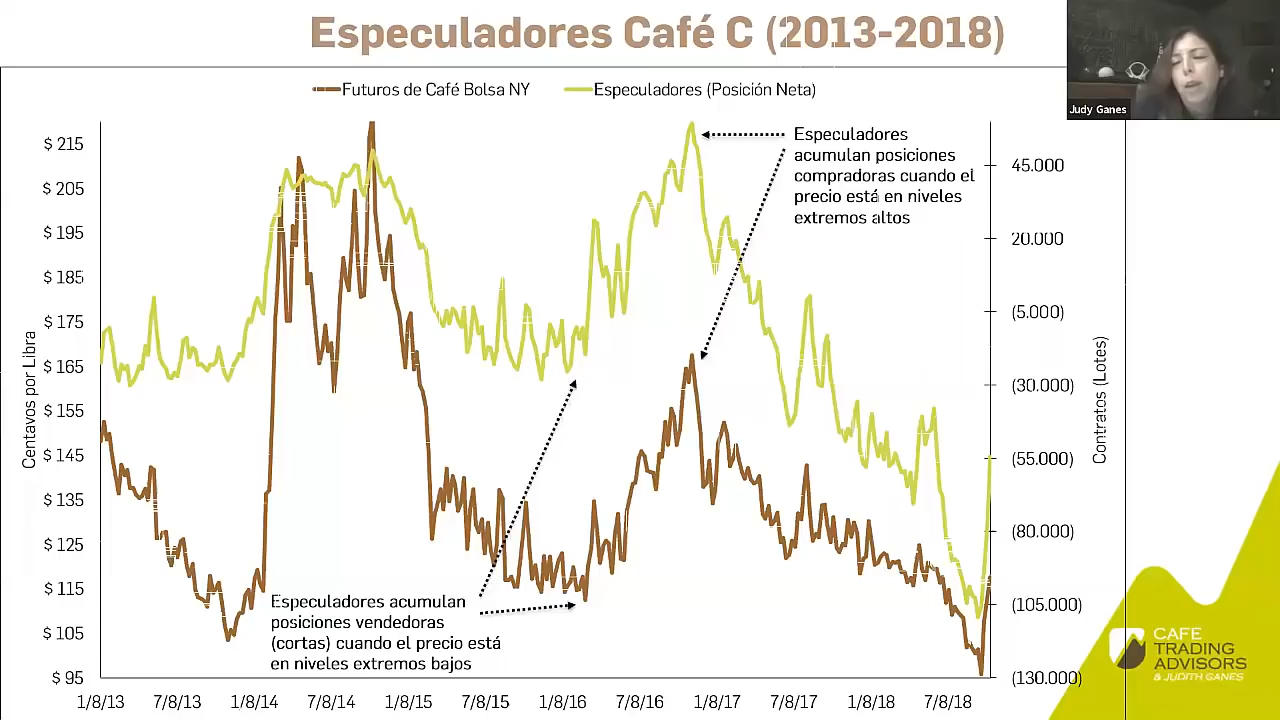 Especuladores Café C (2013-2018)
Judy Ganes
Futuros de Café Bolsa NY
Especuladores (Posición Neta)
Especuladores
acumulan posiciones
compradoras cuando el
precio está en niveles
extremos altos
Especuladores acumulan
posiciones vendedoras
(cortas) cuando el precio está
en niveles extremos bajos
Centavos por Libra
$ 215
$ 205
$ 195
$ 185
$ 175
$ 165
$ 155
$ 145
$ 135
$ 125
$ 115
$ 105
$ 95
45.000
20.000
(5.000)
(30.000)
(55.000)
(80.000)
(105.000)
(130.000)
Contratos (Lotes)
1/8/13
7/8/13
1/8/14
7/8/14
1/8/15
7/8/15
1/8/16
7/8/16
1/8/17
7/8/17
1/8/18
7/8/18
CAFE
TRADING
ADVISORS
& JUDITH GANES